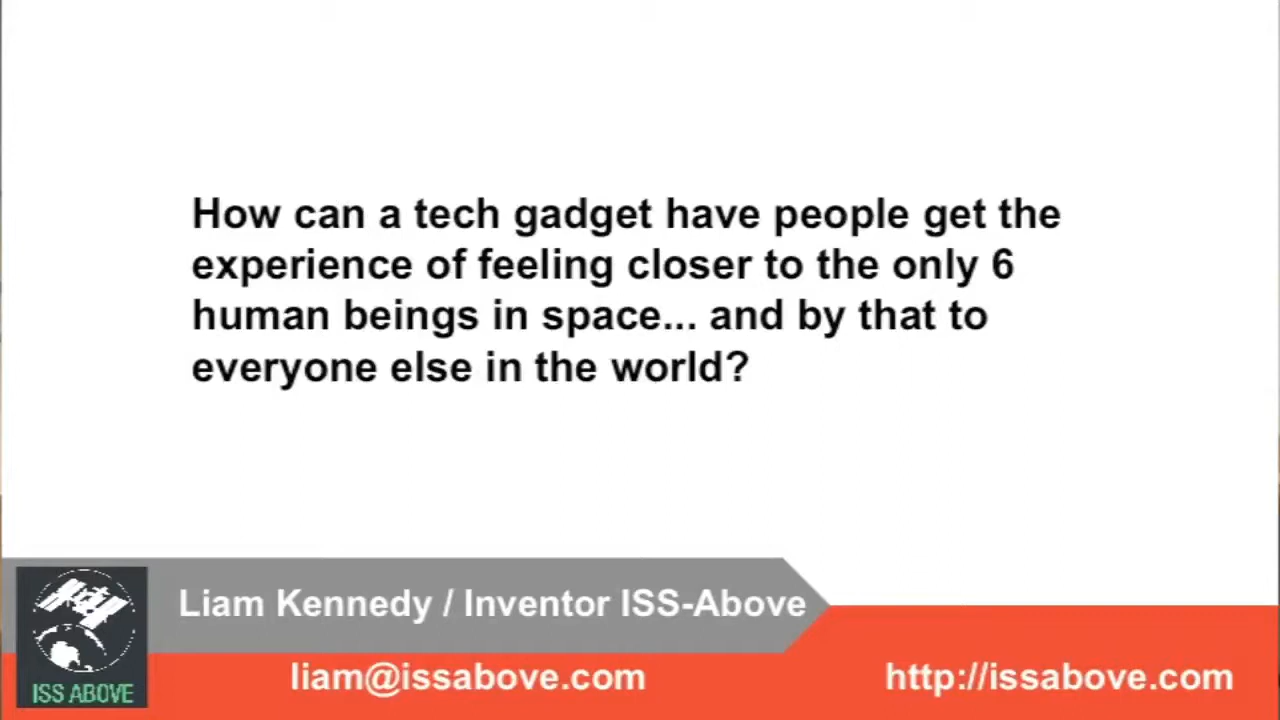 How can a tech gadget have people get the
experience of feeling closer to the only 6
human beings in space... and by that to
everyone else in the world?
Liam Kennedy / Inventor ISS-Above
liam@issabove.com
http://issabove.com
ISS ABOVE